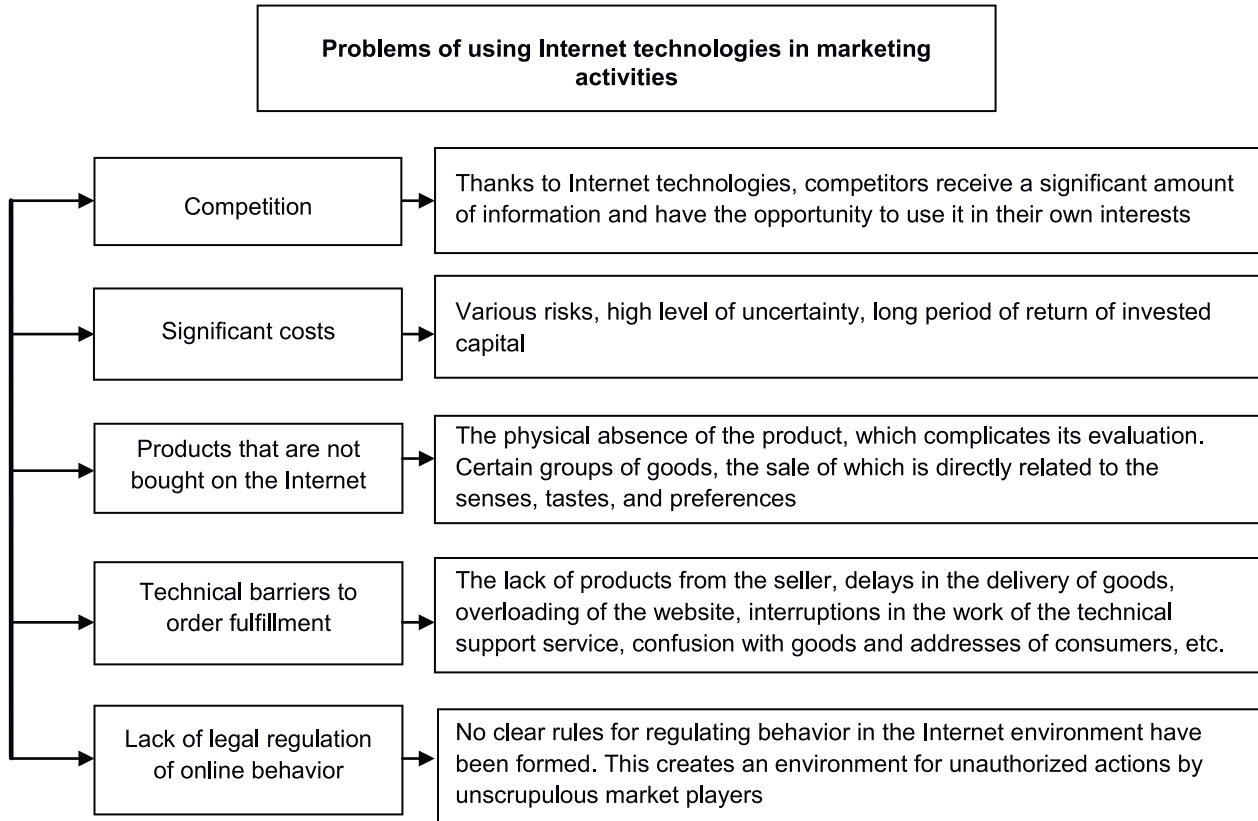 Problems of using Internet technologies in marketing
activities
Competition
Thanks to Internet technologies, competitors receive a significant amount
of information and have the opportunity to use it in their own interests
Significant costs
Various risks, high level of uncertainty, long period of return of invested
capital
Products that are not
bought on the Internet
The physical absence of the product, which complicates its evaluation.
Certain groups of goods, the sale of which is directly related to the
senses, tastes, and preferences
Technical barriers to
order fulfillment
The lack of products from the seller, delays in the delivery of goods,
overloading of the website, interruptions in the work of the technical
support service, confusion with goods and addresses of consumers, etc.
Lack of legal regulation
of online behavior
No clear rules for regulating behavior in the Internet environment have
been formed. This creates an environment for unauthorized actions by
unscrupulous market players